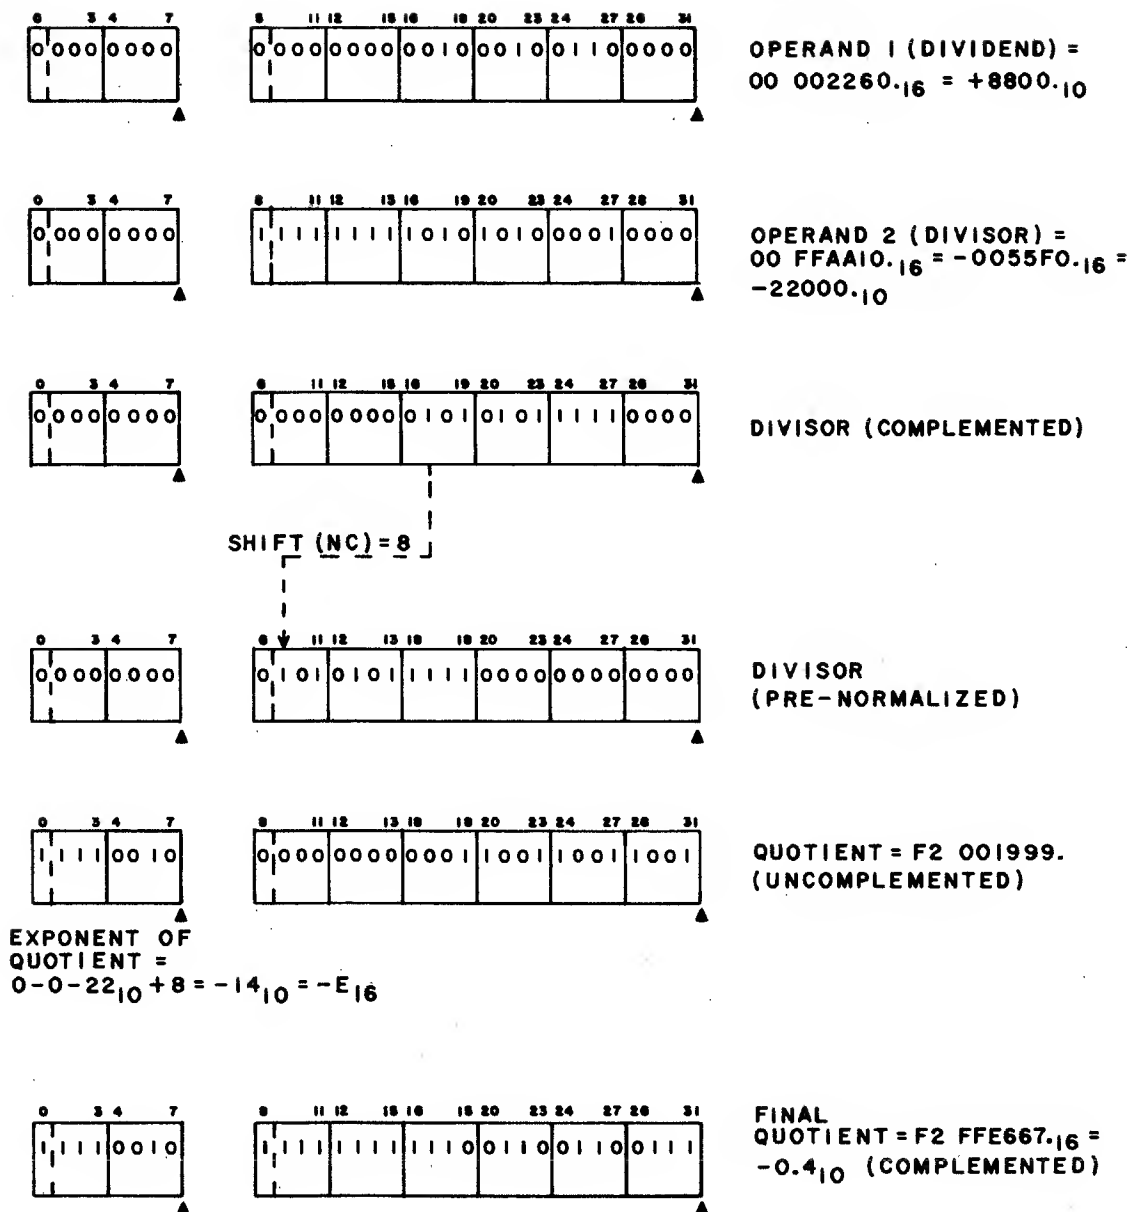 0 3 4 7 8 11 12 15 16 19 20 23 24 27 28 31
0 000 0000 0 000 0000 0010 0010 0110 0000
OPERAND 1 (DIVIDEND) =
00 002260.16 = +8800.10
0 3 4 7 8 11 12 15 16 19 20 23 24 27 28 31
0 000 0000 1 111 1111 1010 1010 0001 0000
OPERAND 2 (DIVISOR) =
00 FFAA10.16 = -0055F0.16 =
-22000.10
0 3 4 7 8 11 12 15 16 19 20 23 24 27 28 31
0 000 0000 0 000 0000 0101 0101 1111 0000
DIVISOR (COMPLEMENTED)
SHIFT (NC) = 8
0 3 4 7 8 11 12 15 16 19 20 23 24 27 28 31
0 000 0000 0 101 0101 1111 0000 0000 0000
DIVISOR
(PRE-NORMALIZED)
0 3 4 7 8 11 12 15 16 19 20 23 24 27 28 31
1 111 0010 0 000 0000 0001 1001 1001 1001
QUOTIENT = F2 001999.
(UNCOMPLEMENTED)
EXPONENT OF
QUOTIENT =
0-0-2210 + 8 = -1410 = -E16
0 3 4 7 8 11 12 15 16 19 20 23 24 27 28 31
1 111 0010 1 111 1111 1110 0110 0110 0111
FINAL
QUOTIENT = F2 FFE667.16 =
-0.410 (COMPLEMENTED)